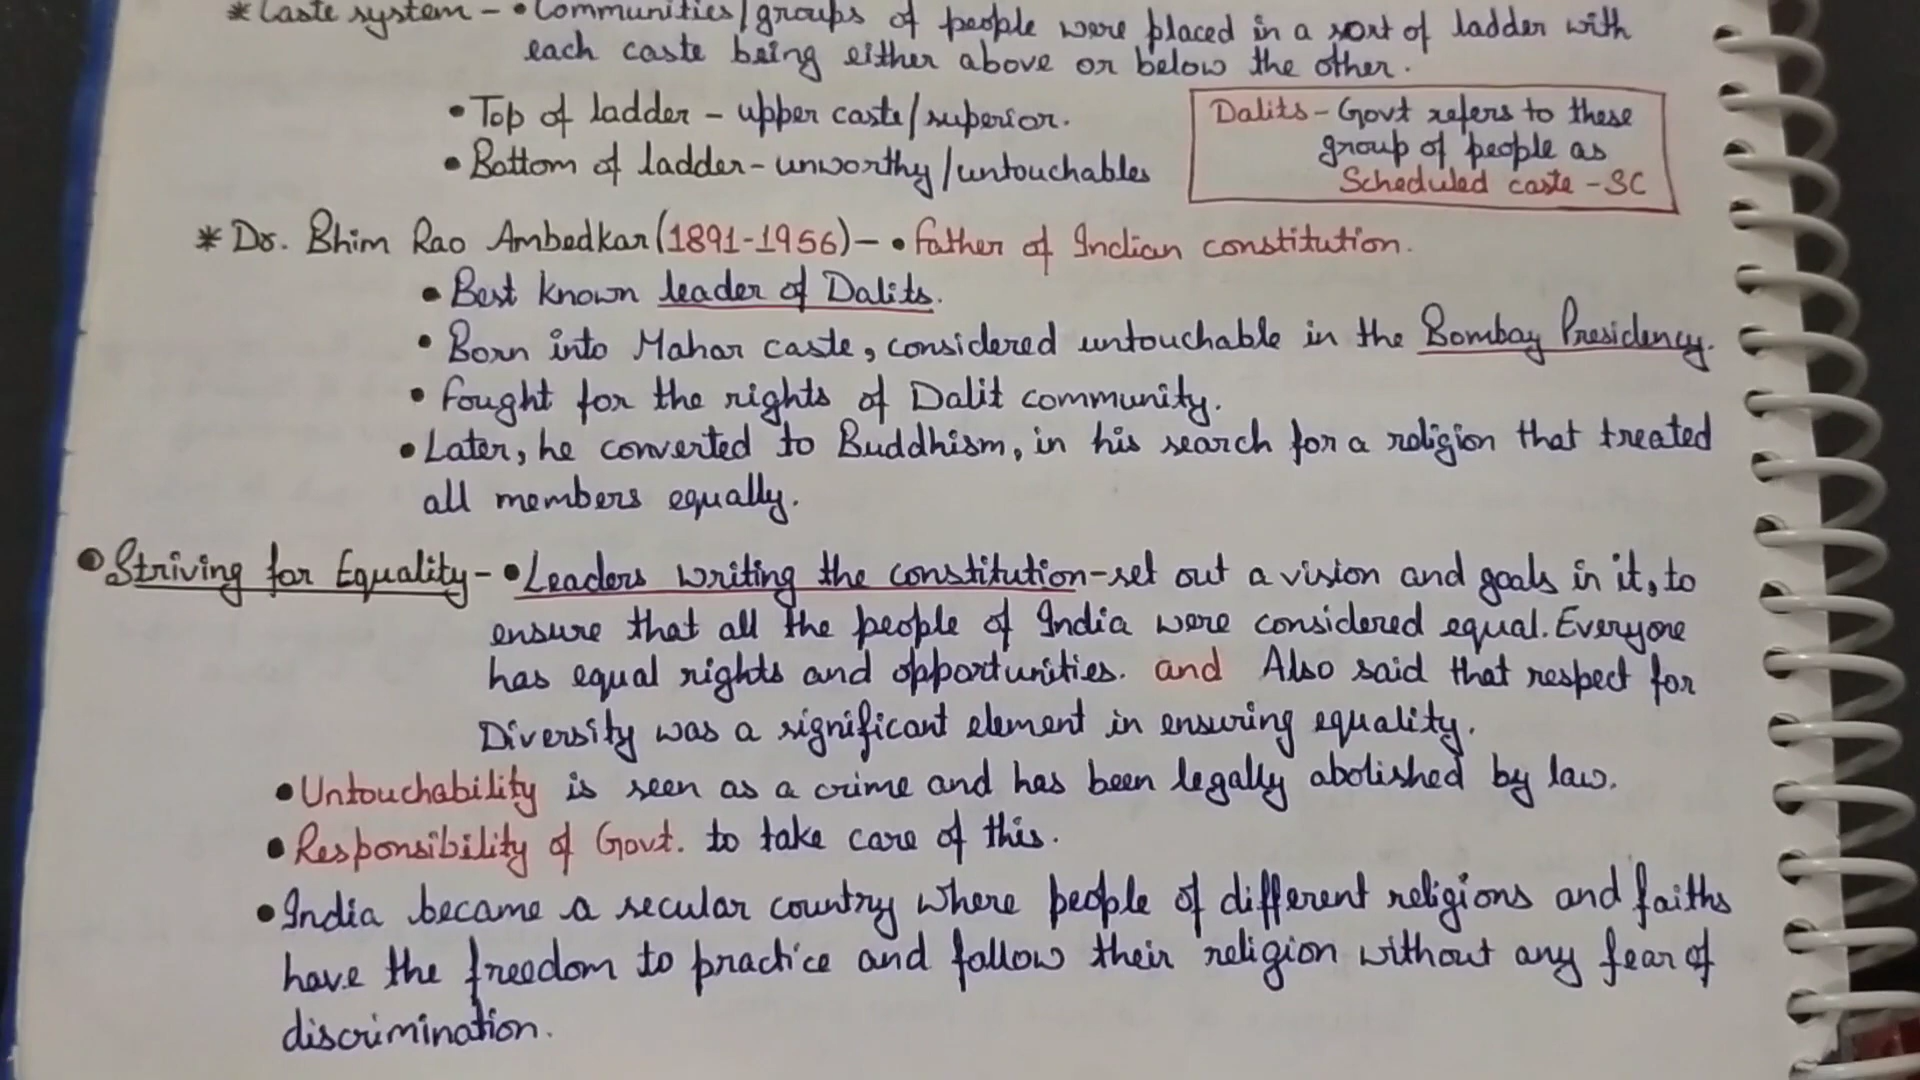 * Caste system - • Communities/groups of people were placed in a sort of ladder with
each caste being either above or below the other.
• Top of ladder - upper caste/superior.
• Bottom of ladder - unworthy/untouchables
Dalits - Govt refers to these
group of people as
Scheduled caste - SC
* Dr. Bhim Rao Ambedkar (1891-1956) - • Father of Indian constitution.
• Best known leader of Dalits.
• Born into Mahar caste, considered untouchable in the Bombay Presidency.
• Fought for the rights of Dalit community.
• Later, he converted to Buddhism, in his search for a religion that treated
all members equally.
• Striving for Equality - • Leaders writing the constitution - set out a vision and goals in it, to
ensure that all the people of India were considered equal. Everyone
has equal rights and opportunities. and Also said that respect for
Diversity was a significant element in ensuring equality.
• Untouchability is seen as a crime and has been legally abolished by law.
• Responsibility of Govt. to take care of this.
• India became a secular country where people of different religions and faiths
have the freedom to practice and follow their religion without any fear of
discrimination.